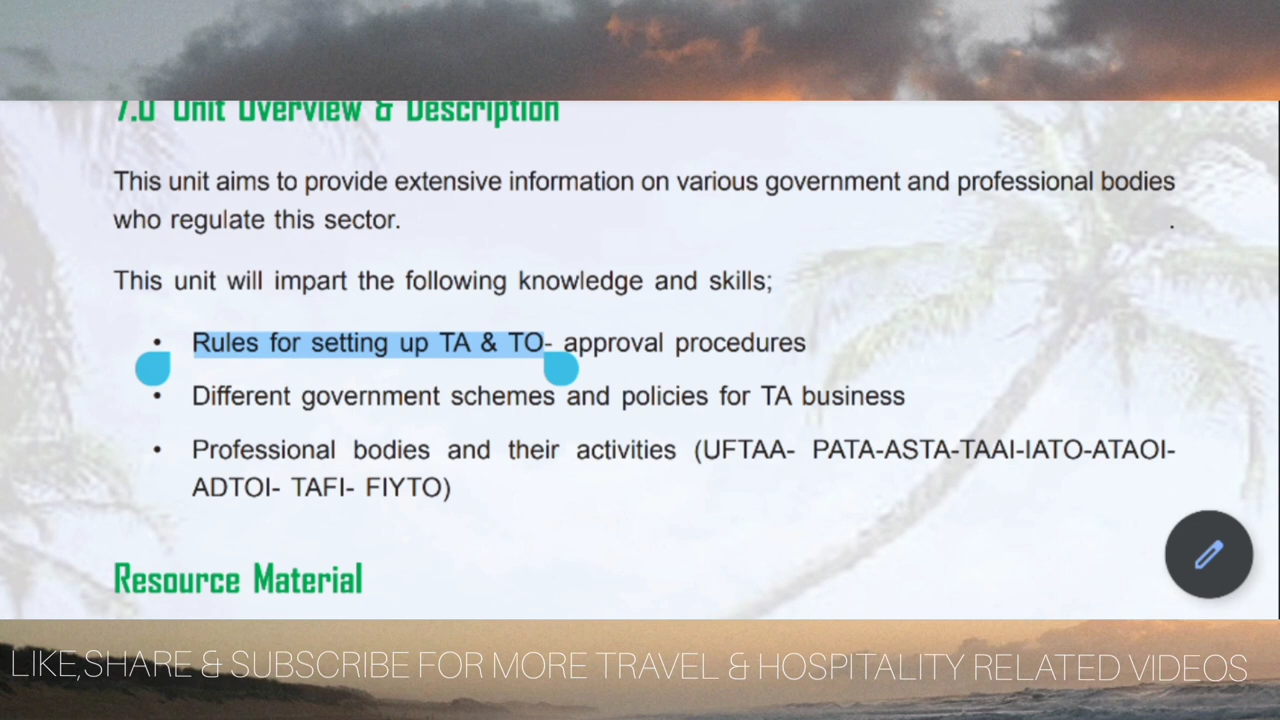 7.0 Unit Overview & Description
This unit aims to provide extensive information on various government and professional bodies
who regulate this sector. .
This unit will impart the following knowledge and skills;
• Rules for setting up TA & TO- approval procedures
• Different government schemes and policies for TA business
• Professional bodies and their activities (UFTAA- PATA-ASTA-TAAI-IATO-ATAOI-
ADTOI- TAFI- FIYTO)
Resource Material
LIKE,SHARE & SUBSCRIBE FOR MORE TRAVEL & HOSPITALITY RELATED VIDEOS